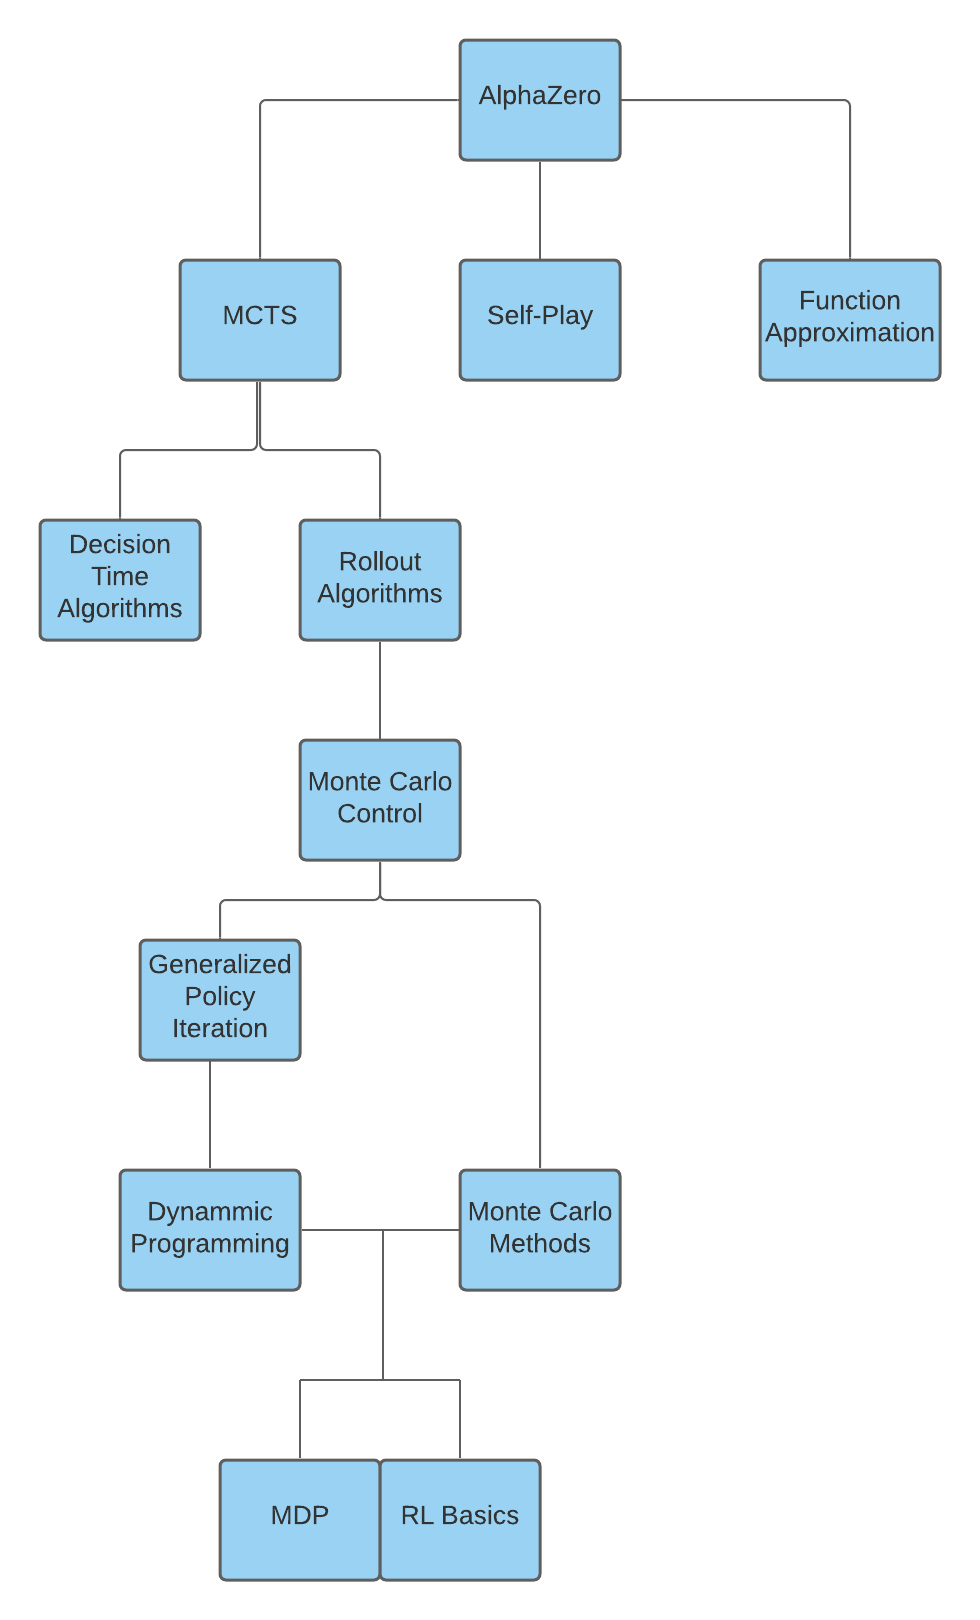 AlphaZero
MCTS
Self-Play
Function
Approximation
Decision
Time
Algorithms
Rollout
Algorithms
Monte Carlo
Control
Generalized
Policy
Iteration
Dynammic
Programming
Monte Carlo
Methods
MDP
RL Basics